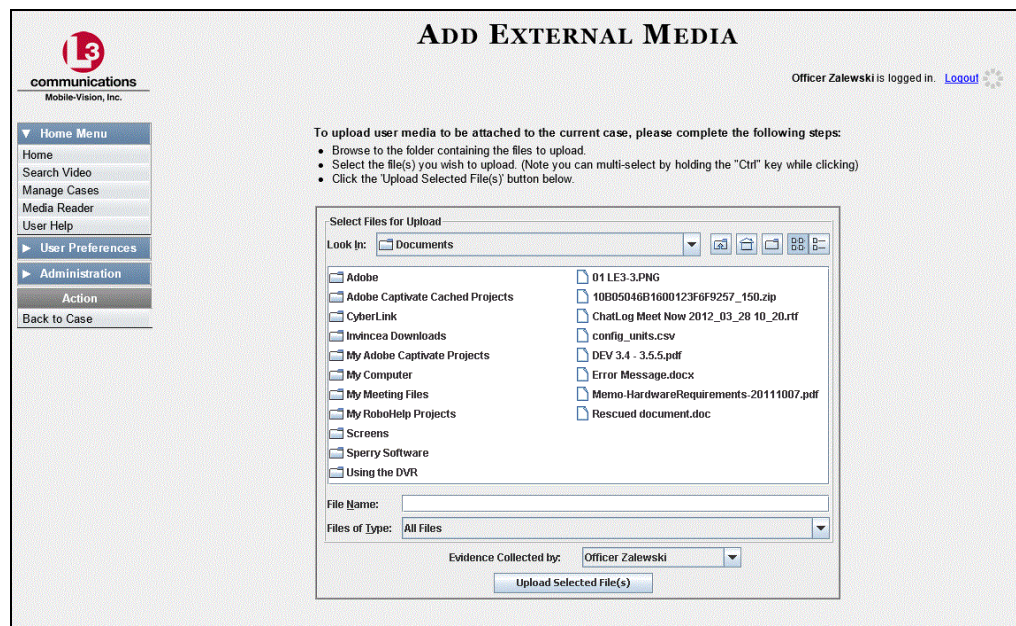 ADD EXTERNAL MEDIA
L3
communications
Mobile-Vision, Inc.
Officer Zalewski is logged in. Logout
Home Menu
Home
Search Video
Manage Cases
Media Reader
User Help
User Preferences
Administration
Action
Back to Case
To upload user media to be attached to the current case, please complete the following steps:
• Browse to the folder containing the files to upload.
• Select the file(s) you wish to upload. (Note you can multi-select by holding the "Ctrl" key while clicking)
• Click the 'Upload Selected File(s)' button below.
Select Files for Upload
Look In: Documents
Adobe
Adobe Captivate Cached Projects
CyberLink
Invincea Downloads
My Adobe Captivate Projects
My Computer
My Meeting Files
My RoboHelp Projects
Screens
Sperry Software
Using the DVR
01 LE3-3.PNG
10B05046B1600123F6F9257_150.zip
ChatLog Meet Now 2012_03_28 10_20.rtf
config_units.csv
DEV 3.4 - 3.5.5.pdf
Error Message.docx
Memo-HardwareRequirements-20111007.pdf
Rescued document.doc
File Name:
Files of Type: All Files
Evidence Collected by: Officer Zalewski
Upload Selected File(s)